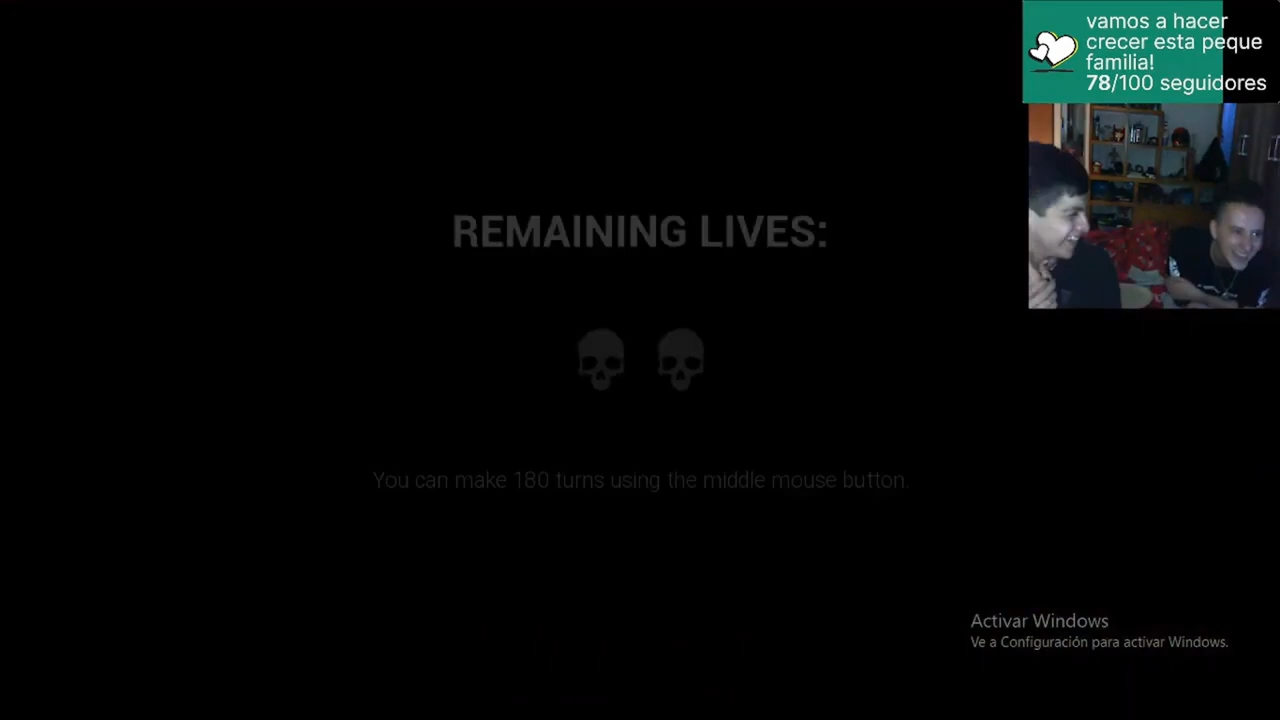 vamos a hacer
crecer esta peque
familia!
78/100 seguidores
REMAINING LIVES:
You can make 180 turns using the middle mouse button.
Activar Windows
Ve a Configuración para activar Windows.